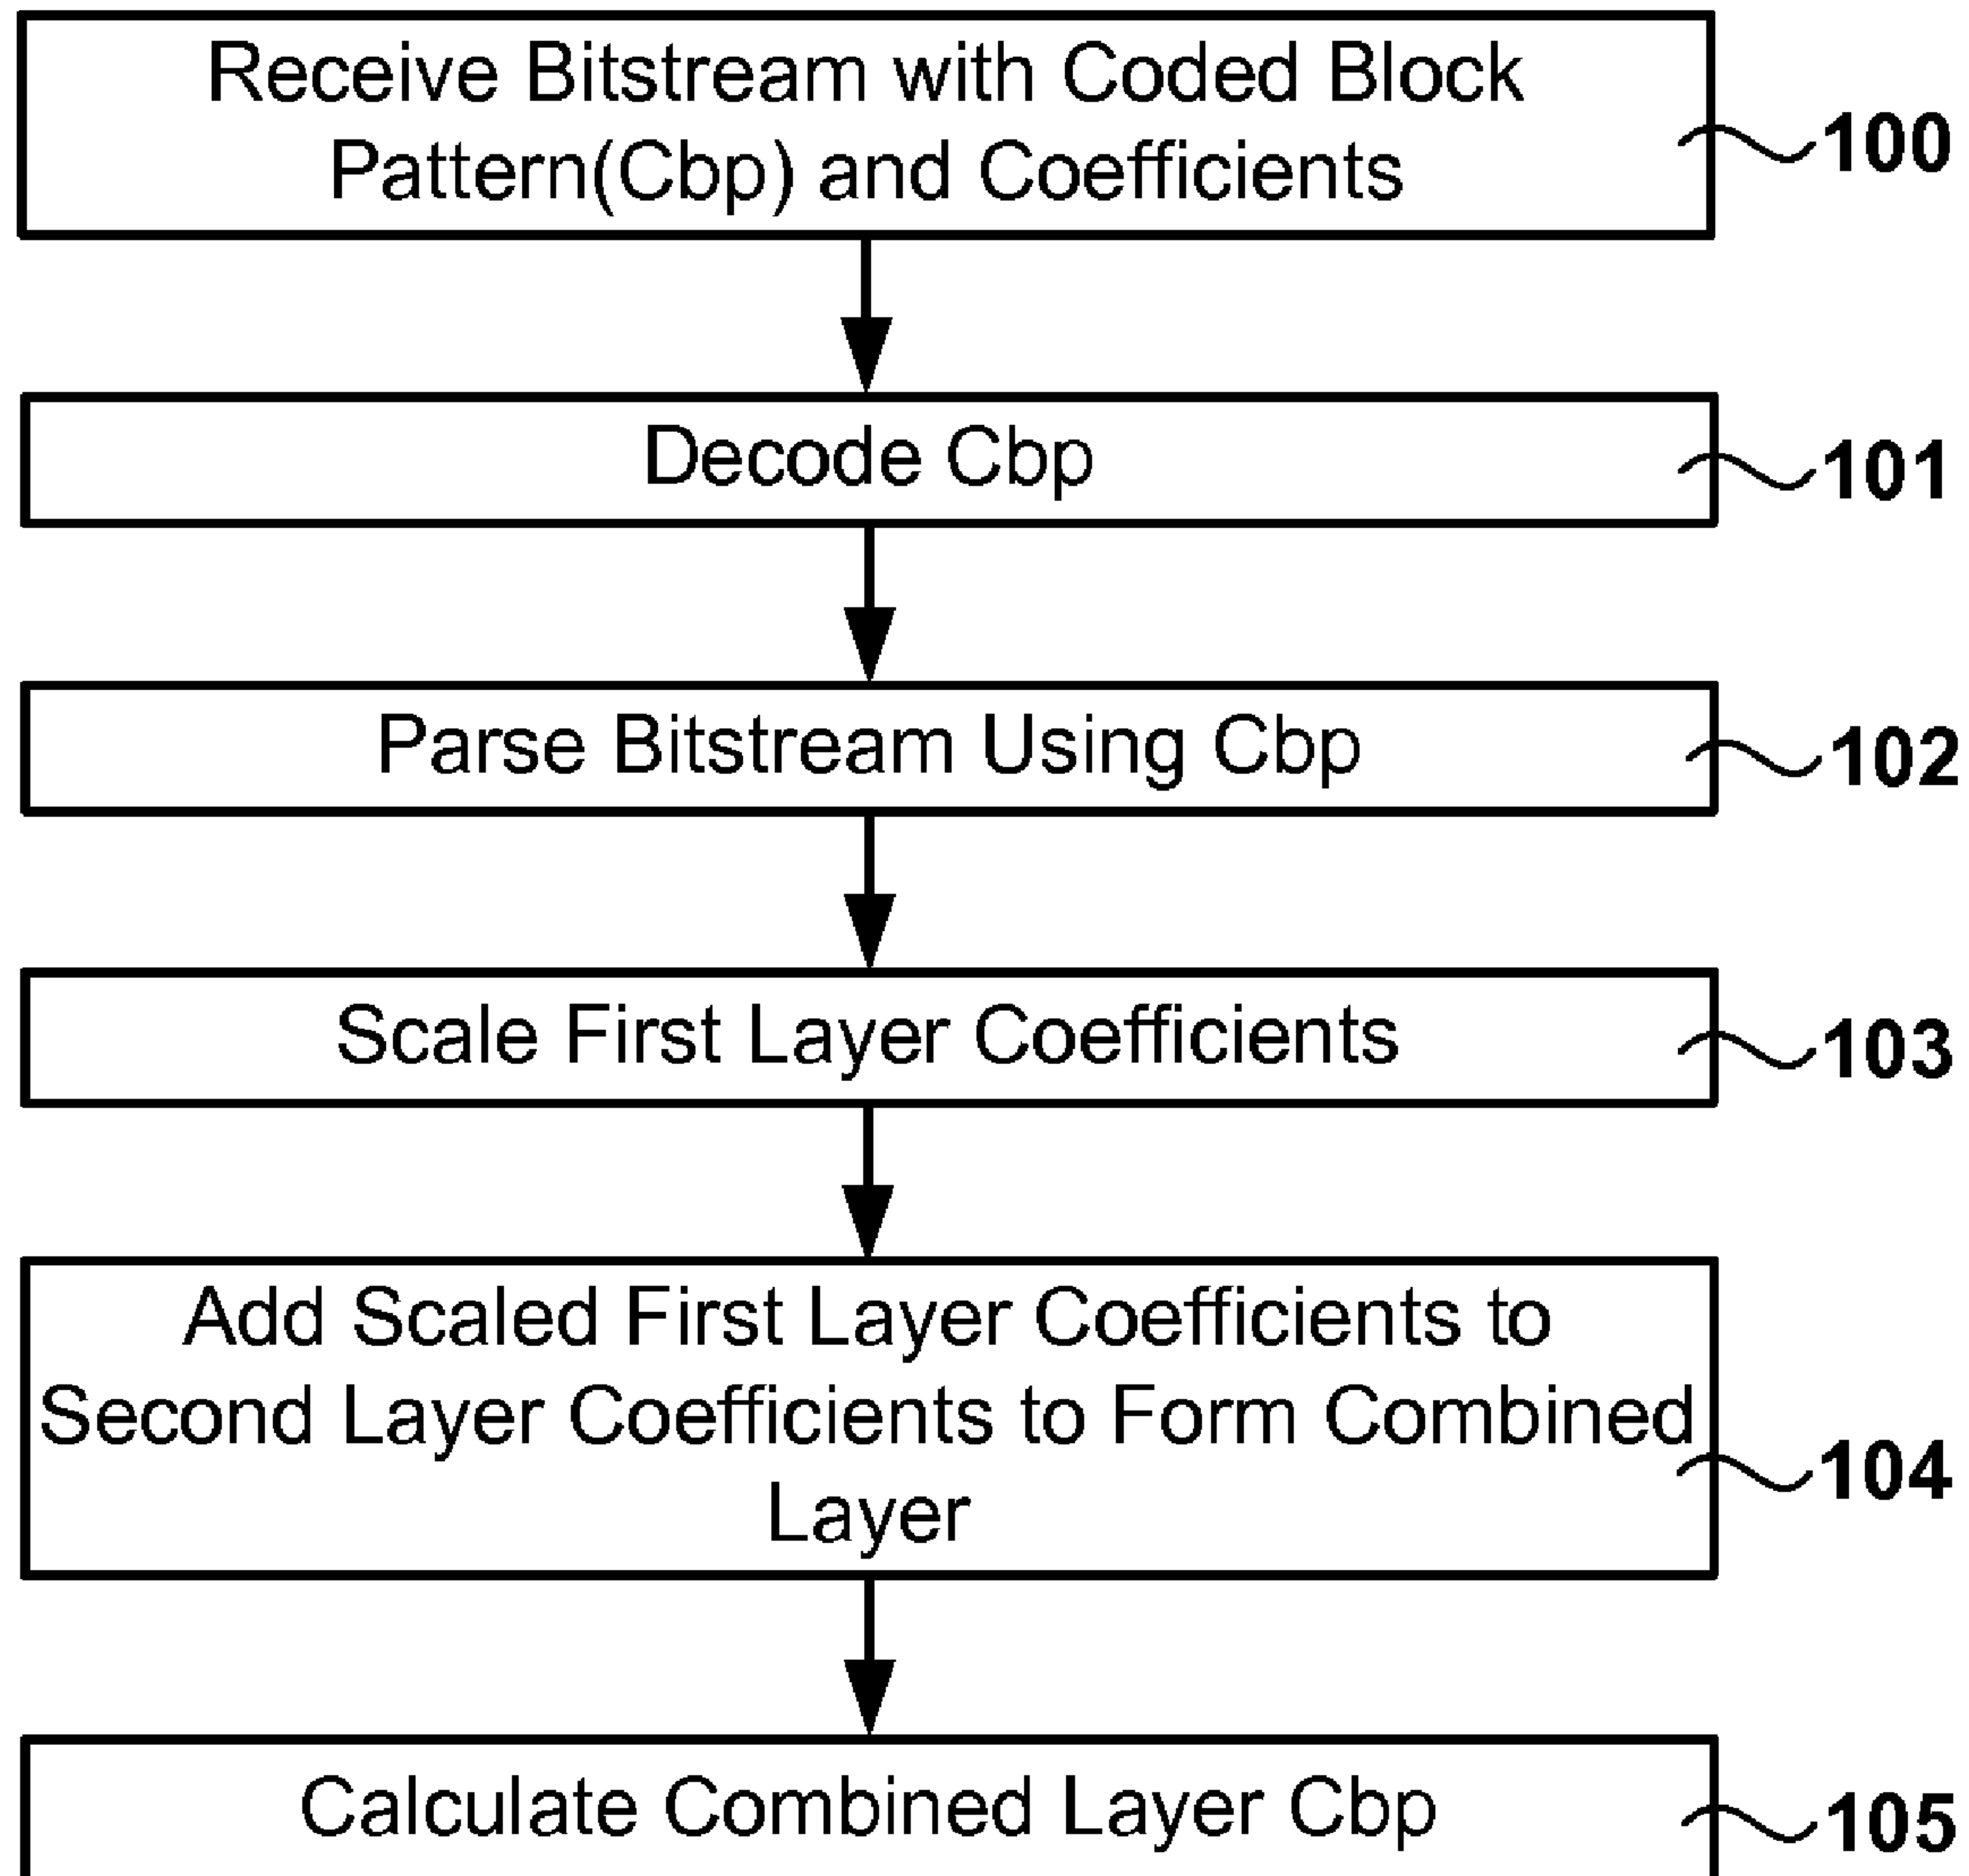 Receive Bitstream with Coded Block
Pattern(Cbp) and Coefficients
100
Decode Cbp
101
Parse Bitstream Using Cbp
102
Scale First Layer Coefficients
103
Add Scaled First Layer Coefficients to
Second Layer Coefficients to Form Combined
Layer
104
Calculate Combined Layer Cbp
105